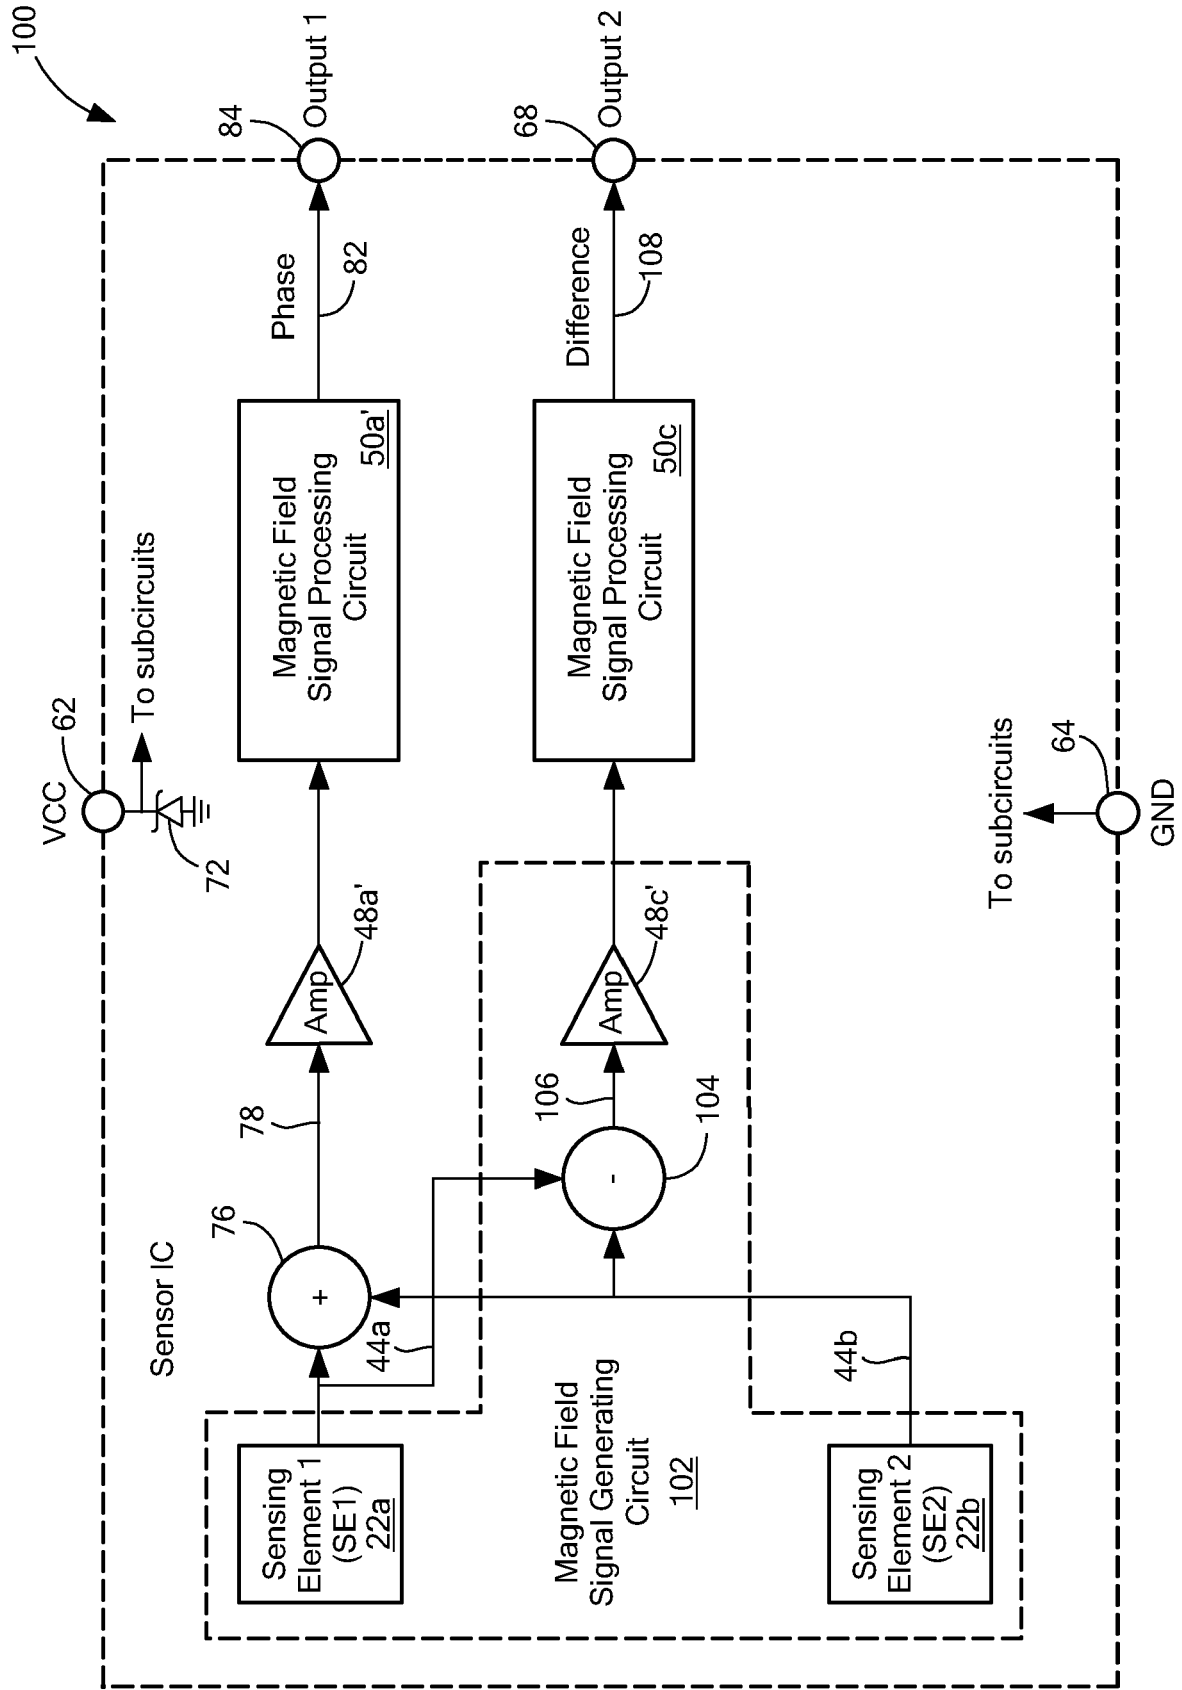 100
Sensor IC
VCC
62
To subcircuits
72
Sensing
Element 1
(SE1)
22a
44a
76
+
78
Amp
48a'
Magnetic Field
Signal Processing
Circuit
50a'
Phase
82
84
Output 1
Magnetic Field
Signal Generating
Circuit
102
-
104
106
Amp
48c'
Magnetic Field
Signal Processing
Circuit
50c
Difference
108
68
Output 2
Sensing
Element 2
(SE2)
22b
44b
To subcircuits
64
GND